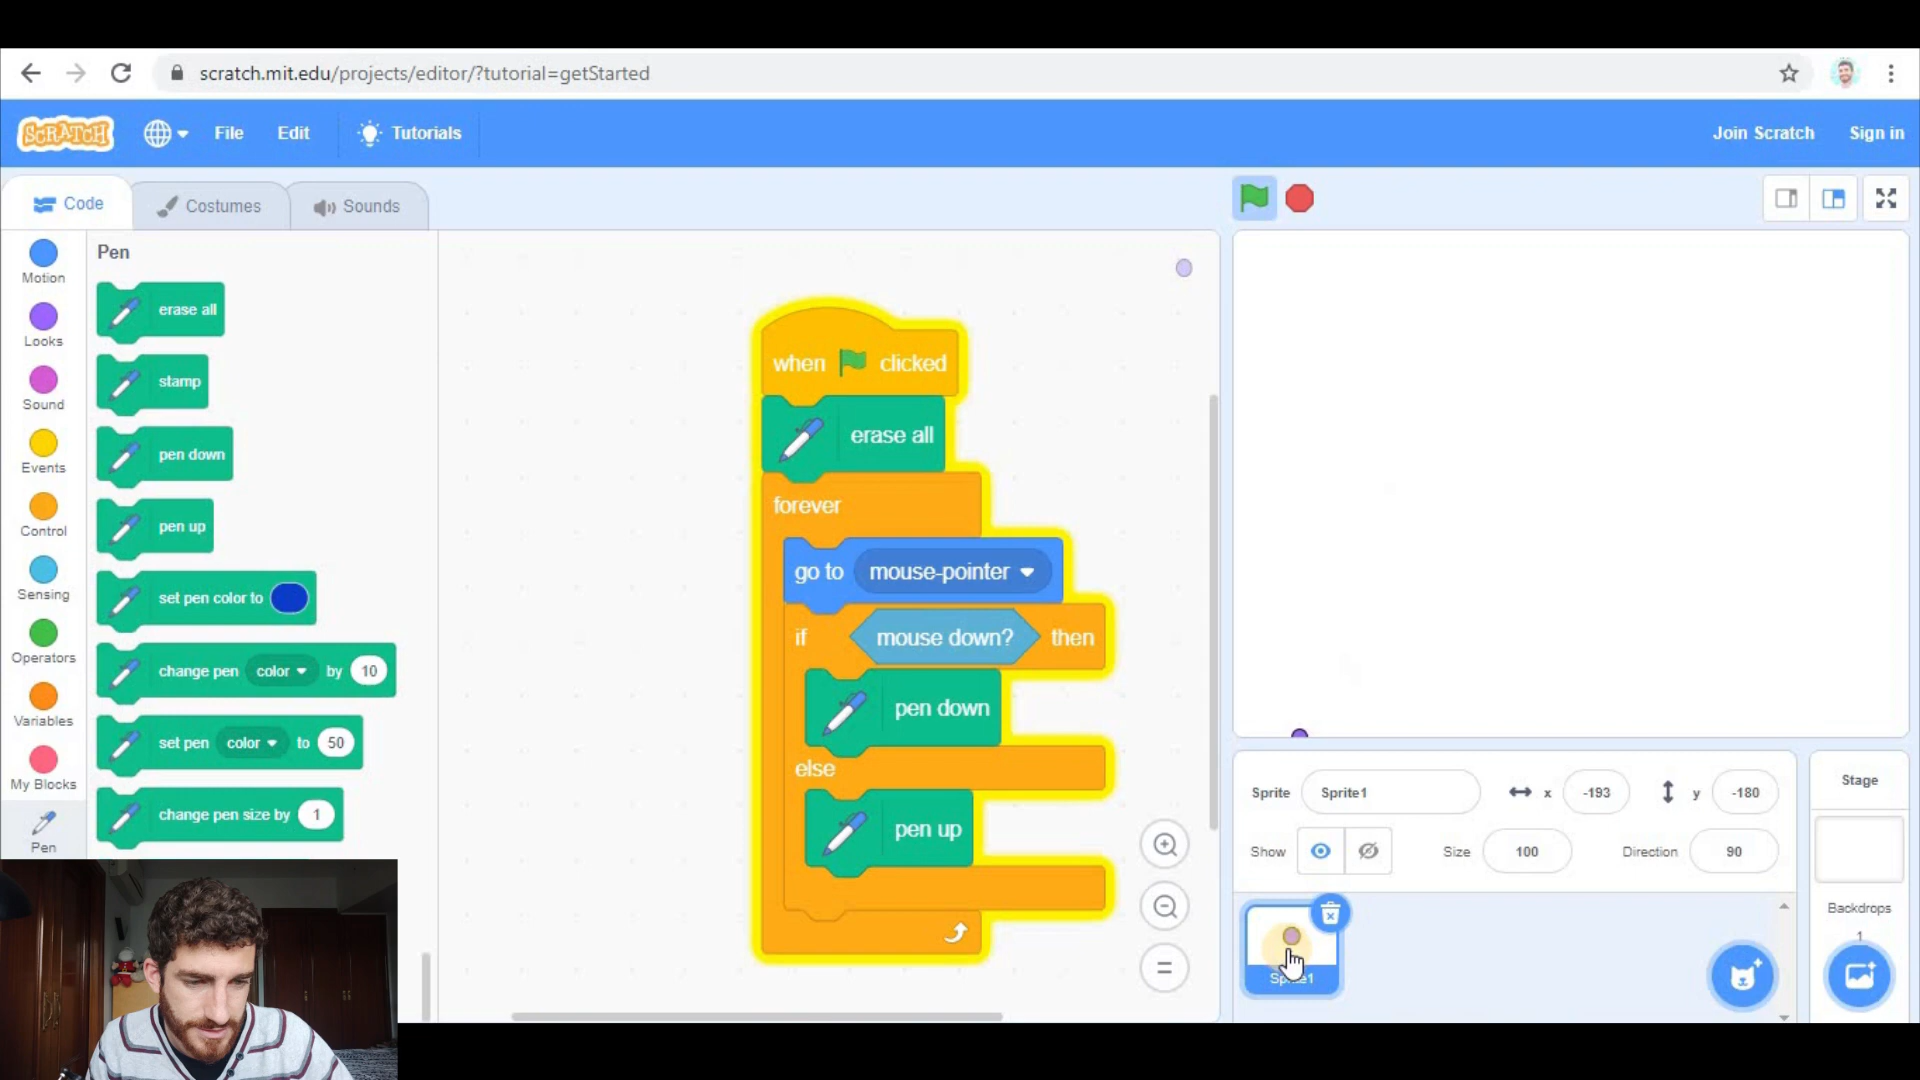 scratch.mit.edu/projects/editor/?tutorial=getStarted
SCRATCH
File
Edit
Tutorials
Join Scratch
Sign in
Code
Costumes
Sounds
Motion
Looks
Sound
Events
Control
Sensing
Operators
Variables
My Blocks
Pen
Pen
erase all
stamp
pen down
pen up
set pen color to
change pen color by 10
set pen color to 50
change pen size by 1
when clicked
erase all
forever
go to mouse-pointer
if mouse down? then
pen down
else
pen up
Sprite Sprite1 x -193 y -180
Show Size 100 Direction 90
Sprite1
Stage
Backdrops
1